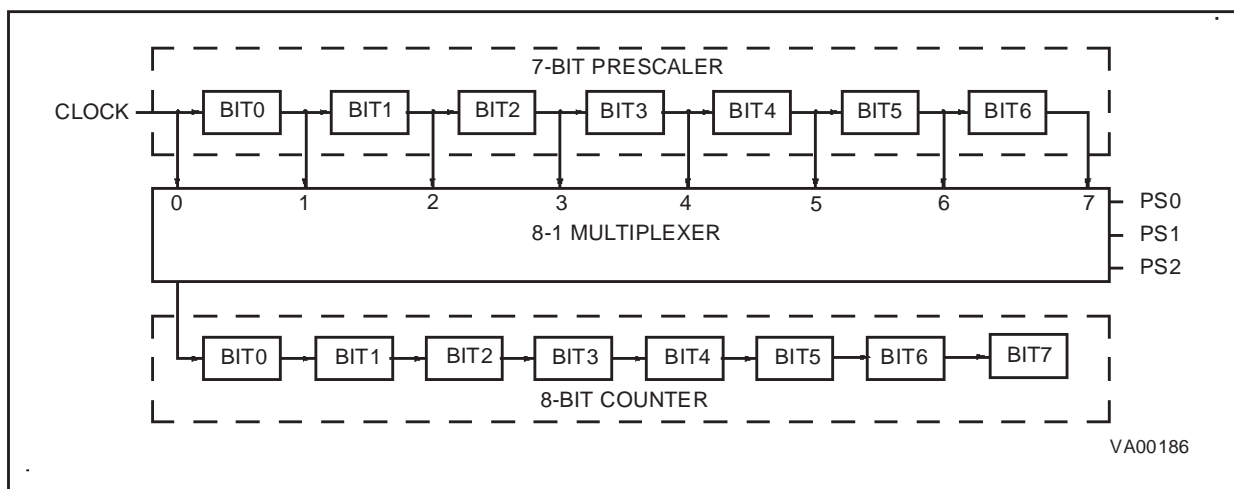 7-BIT PRESCALER
CLOCK BIT0 BIT1 BIT2 BIT3 BIT4 BIT5 BIT6
0 1 2 3 4 5 6 7 PS0
8-1 MULTIPLEXER PS1
PS2
BIT0 BIT1 BIT2 BIT3 BIT4 BIT5 BIT6 BIT7
8-BIT COUNTER
VA00186